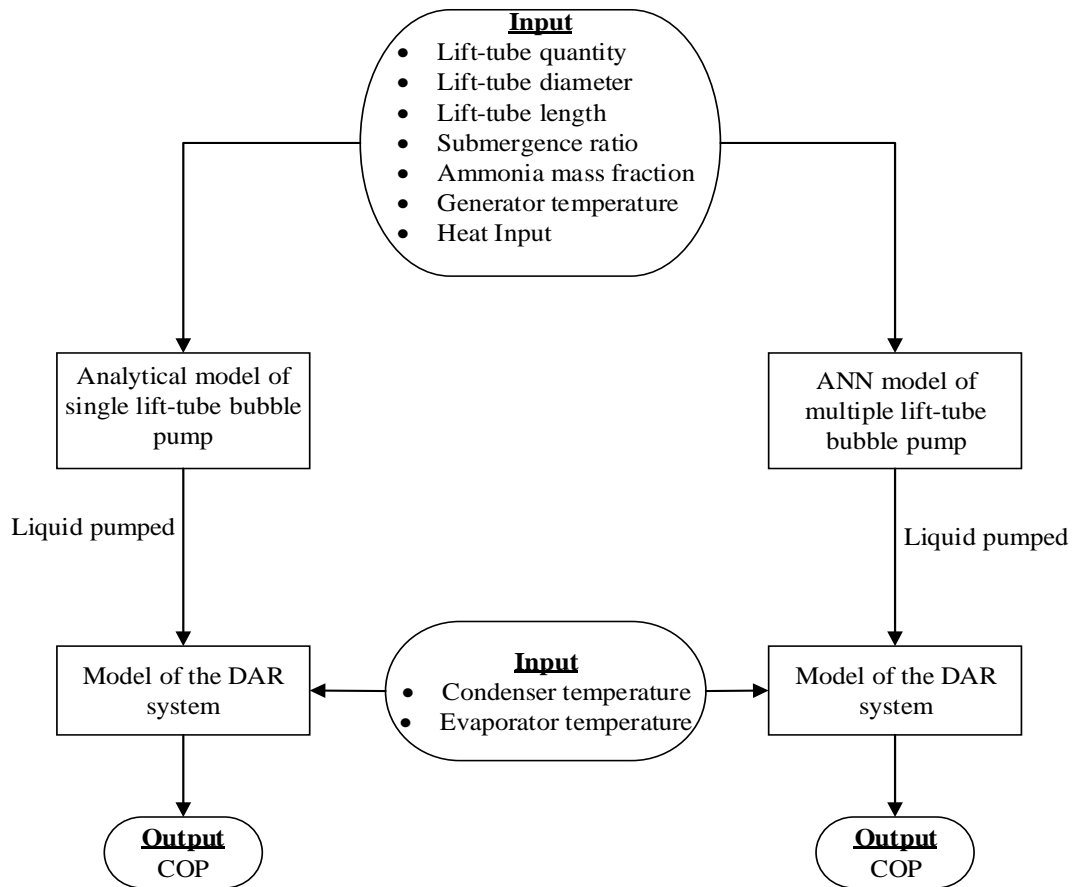 Input
• Lift-tube quantity
• Lift-tube diameter
• Lift-tube length
• Submergence ratio
• Ammonia mass fraction
• Generator temperature
• Heat Input
Analytical model of
single lift-tube bubble
pump
ANN model of
multiple lift-tube
bubble pump
Liquid pumped
Liquid pumped
Model of the DAR
system
Input
• Condenser temperature
• Evaporator temperature
Model of the DAR
system
Output
COP
Output
COP